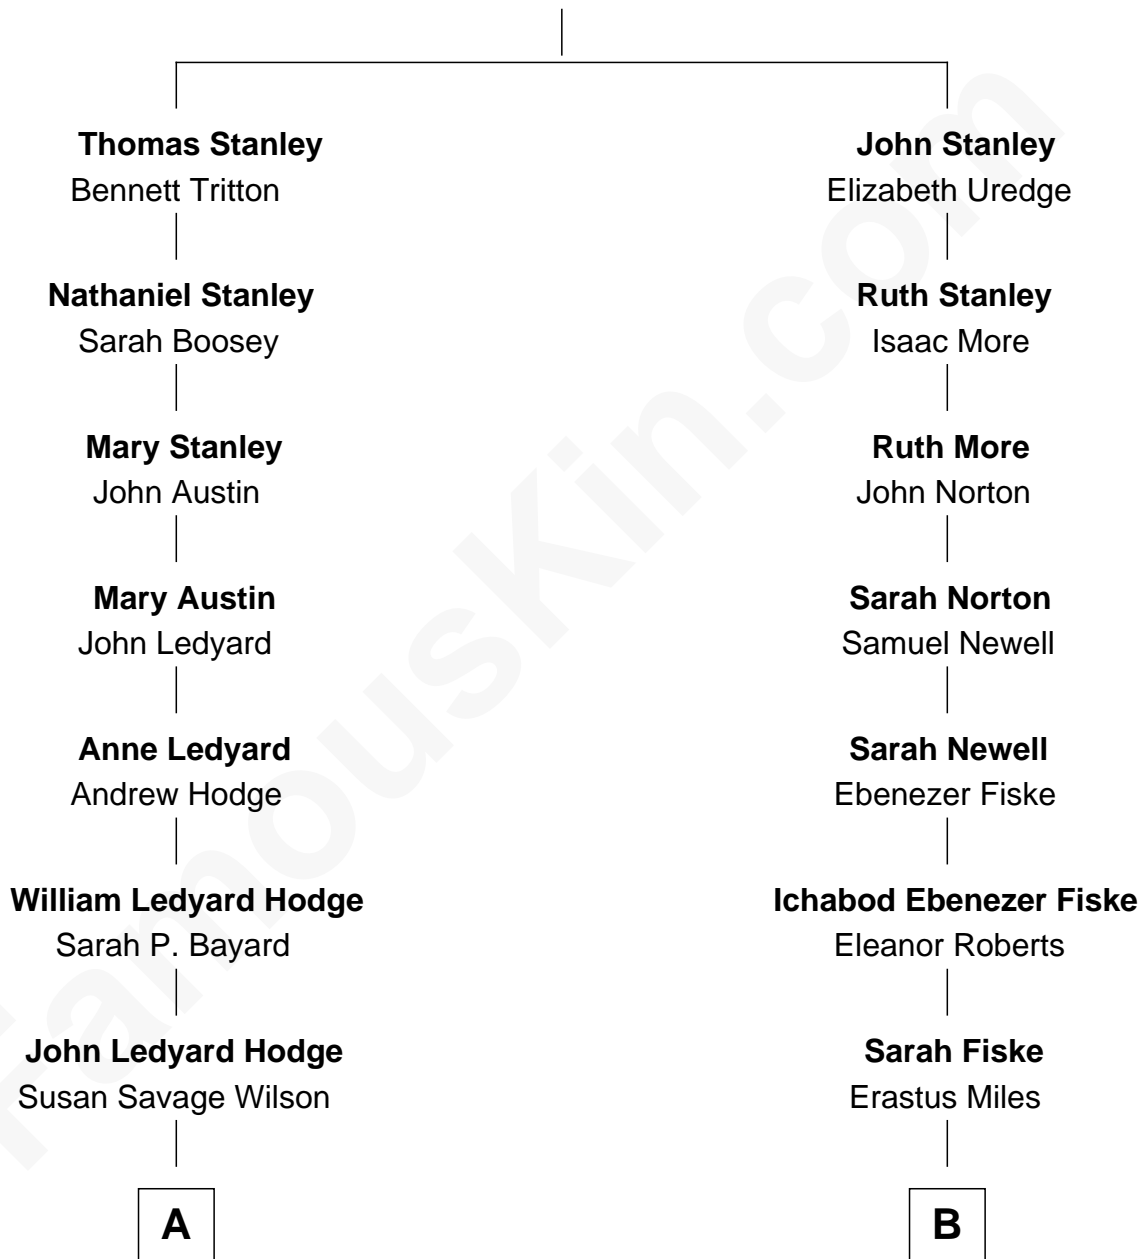 Thomas Stanley
Bennett Tritton
Nathaniel Stanley
Sarah Boosey
Mary Stanley
John Austin
Mary Austin
John Ledyard
Anne Ledyard
Andrew Hodge
William Ledyard Hodge
Sarah P. Bayard
John Ledyard Hodge
Susan Savage Wilson
A
John Stanley
Elizabeth Uredge
Ruth Stanley
Isaac More
Ruth More
John Norton
Sarah Norton
Samuel Newell
Sarah Newell
Ebenezer Fiske
Ichabod Ebenezer Fiske
Eleanor Roberts
Sarah Fiske
Erastus Miles
B
FamousKin.com